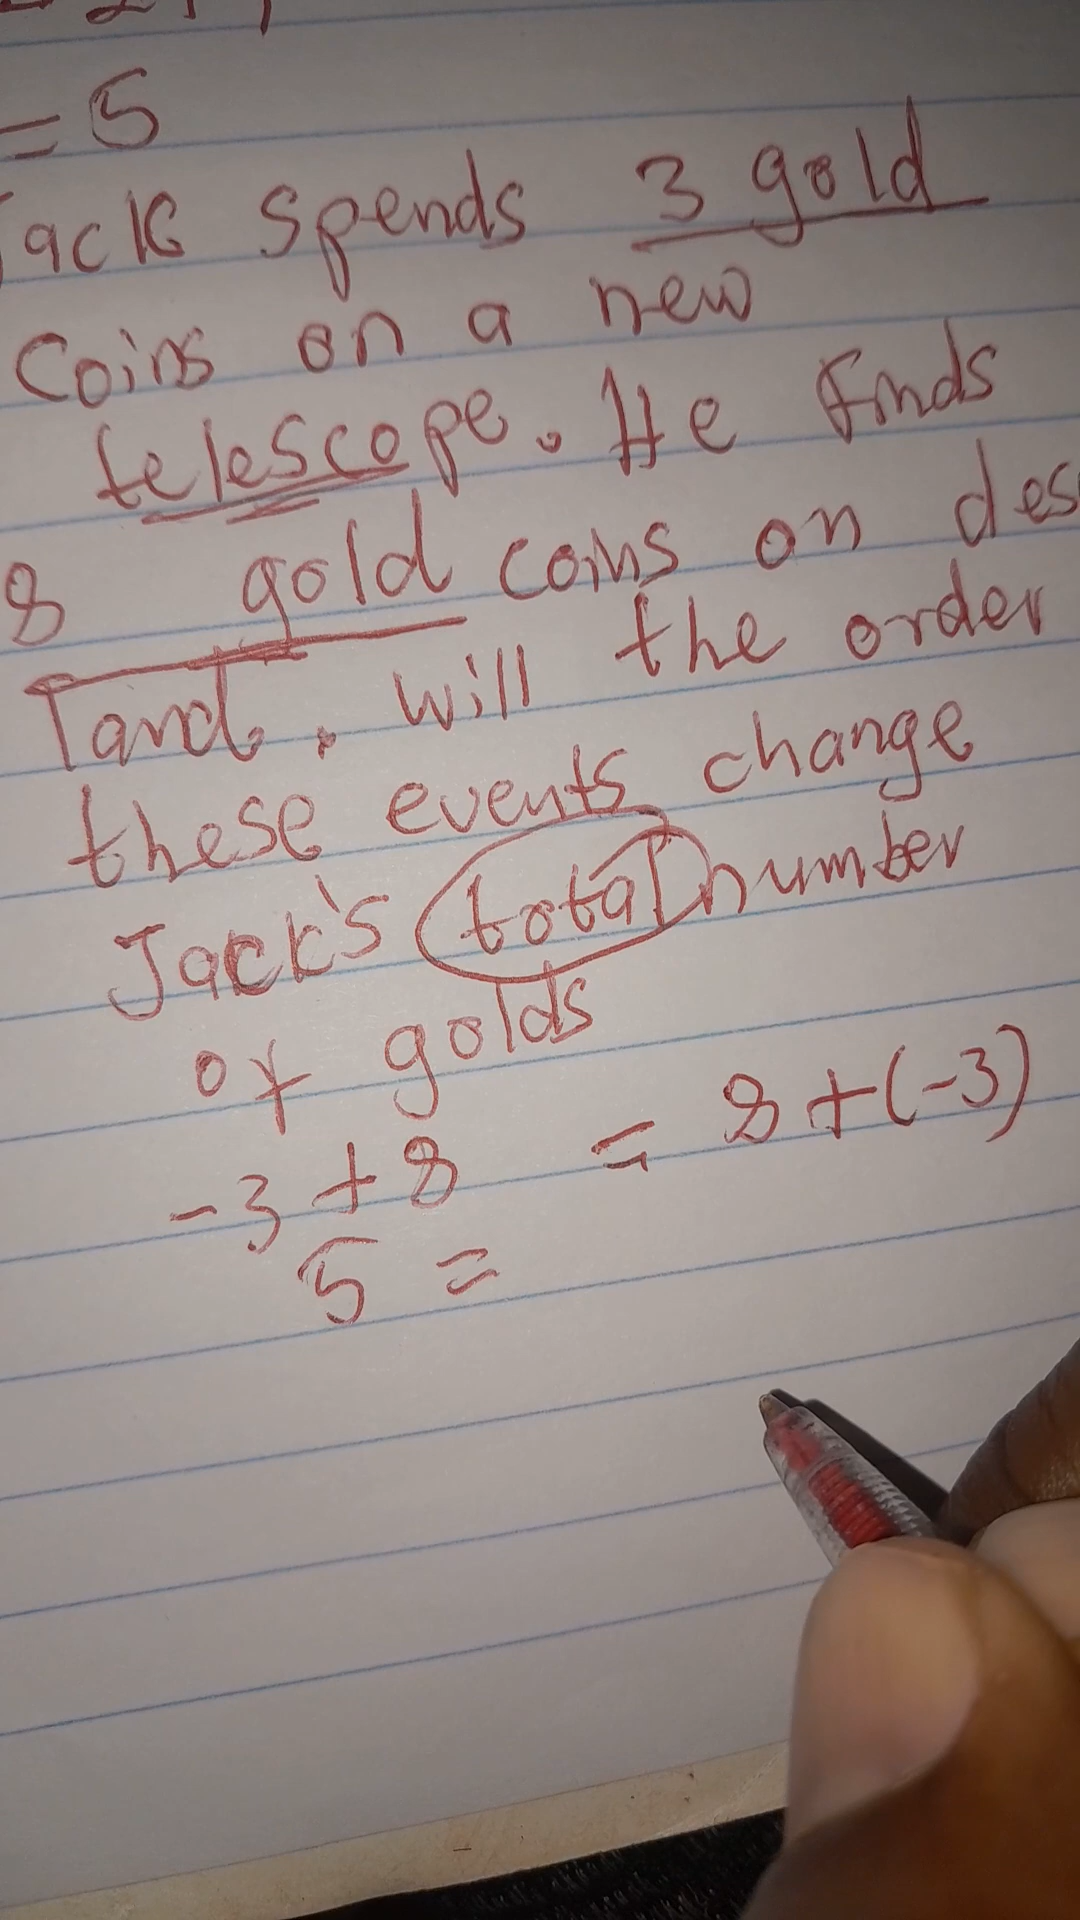 = 5
Jack spends 3 gold
coins on a new
telescope. He finds
8 gold coins on des
land. will the order
these events change
Jack's total number
of golds
-3 + 8 = 8 + (-3)
5 =